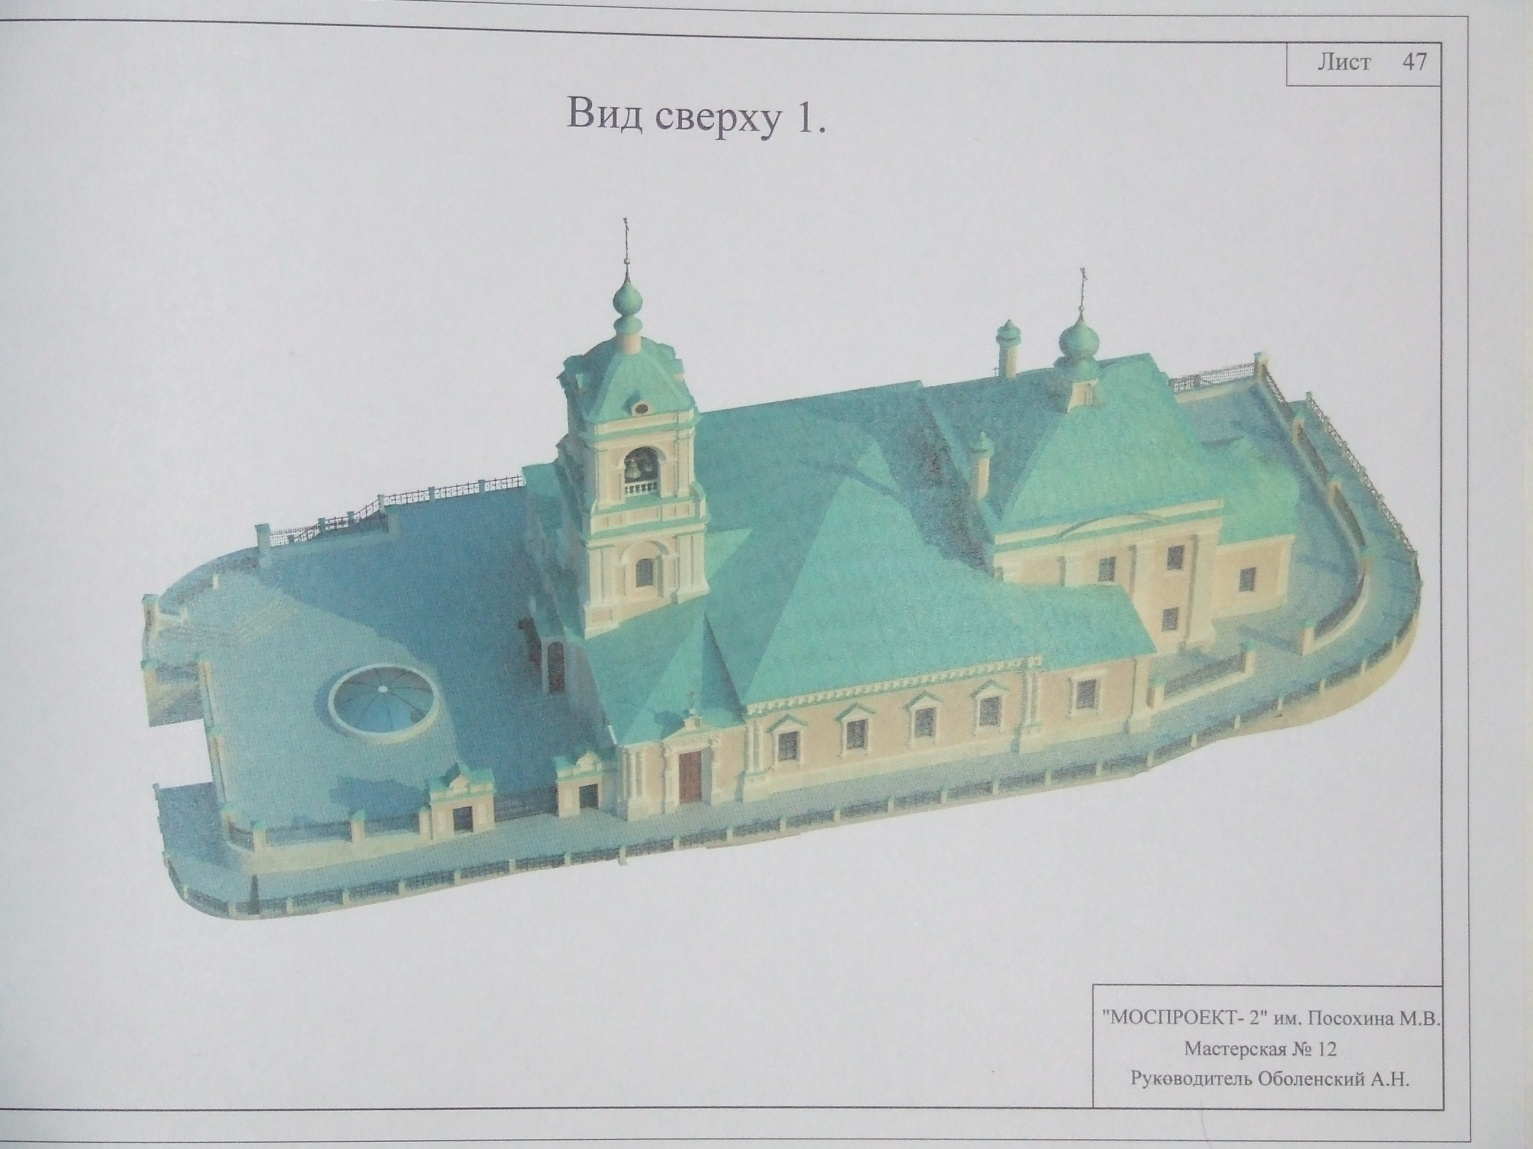 Лист 47
Вид сверху 1.
"МОСПРОЕКТ- 2" им. Посохина М.В.
Мастерская № 12
Руководитель Оболенский А.Н.